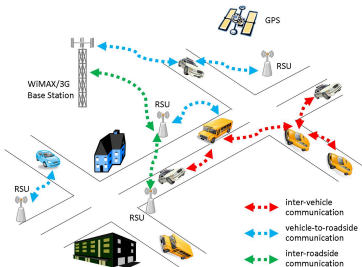 GPS
RSU
WiMAX/3G
Base Station
RSU
RSU
RSU
inter-vehicle
communication
vehicle-to-roadside
communication
inter-roadside
communication